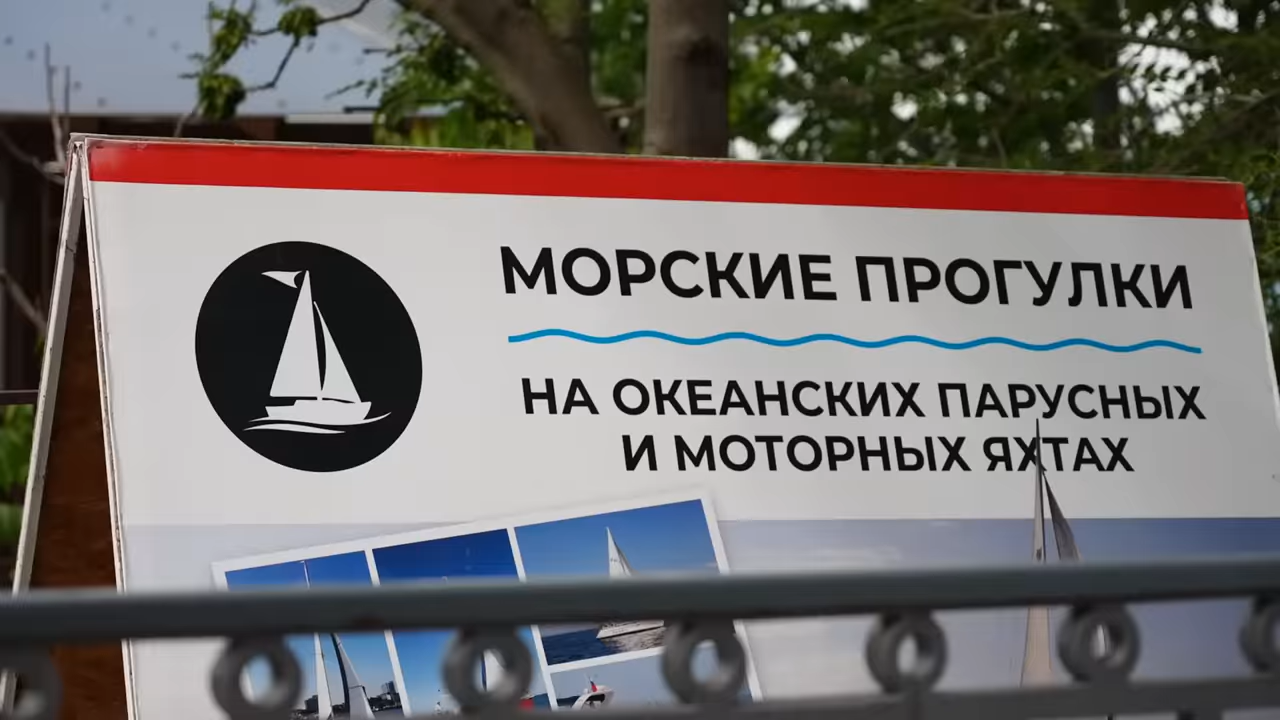 МОРСКИЕ ПРОГУЛКИ
НА ОКЕАНСКИХ ПАРУСНЫХ
И МОТОРНЫХ ЯХТАХ